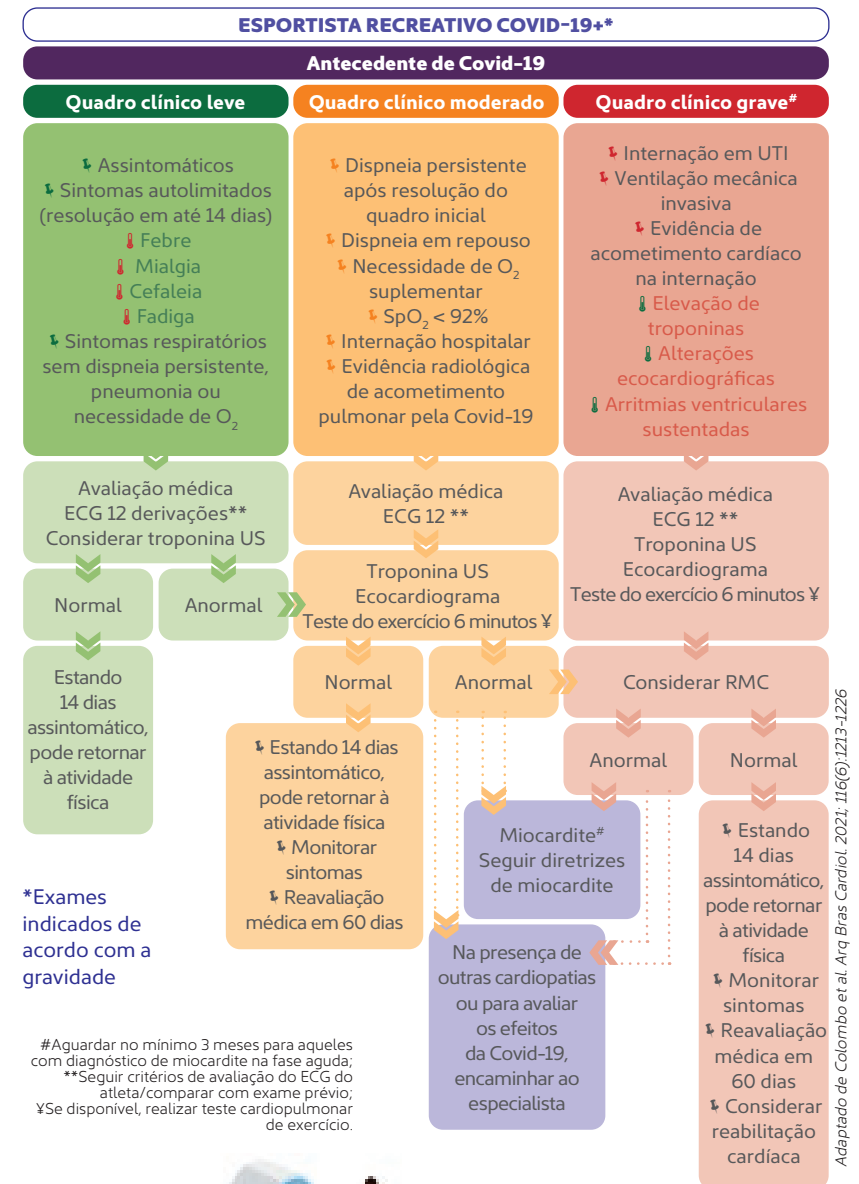 ESPORTISTA RECREATIVO COVID-19+*
Antecedente de Covid-19
Quadro clínico leve
Assintomáticos
Sintomas autolimitados
(resolução em até 14 dias)
Febre
Mialgia
Cefaleia
Fadiga
Sintomas respiratórios
sem dispneia persistente,
pneumonia ou
necessidade de O₂
Avaliação médica
ECG 12 derivações**
Considerar troponina US
Normal
Anormal
Estando
14 dias
assintomático,
pode retornar
à atividade
física
Quadro clínico moderado
Dispneia persistente
após resolução do
quadro inicial
Dispneia em repouso
Necessidade de O₂
suplementar
SpO₂ < 92%
Internação hospitalar
Evidência radiológica
de acometimento
pulmonar pela Covid-19
Avaliação médica
ECG 12 **
Troponina US
Ecocardiograma
Teste do exercício 6 minutos ¥
Normal
Anormal
Estando 14 dias
assintomático,
pode retornar à
atividade física
Monitorar
sintomas
Reavaliação
médica em 60 dias
Quadro clínico grave#
Internação em UTI
Ventilação mecânica
invasiva
Evidência de
acometimento cardíaco
na internação
Elevação de
troponinas
Alterações
ecocardiográficas
Arritmias ventriculares
sustentadas
Avaliação médica
ECG 12 **
Troponina US
Ecocardiograma
Teste do exercício 6 minutos ¥
Considerar RMC
Anormal
Normal
Miocardite#
Seguir diretrizes
de miocardite
Na presença de
outras cardiopatias
ou para avaliar
os efeitos
da Covid-19,
encaminhar ao
especialista
Estando
14 dias
assintomático,
pode retornar
à atividade
física
Monitorar
sintomas
Reavaliação
médica em
60 dias
Considerar
reabilitação
cardíaca
*Exames
indicados de
acordo com a
gravidade
#Aguardar no mínimo 3 meses para aqueles
com diagnóstico de miocardite na fase aguda;
**Seguir critérios de avaliação do ECG do
atleta/comparar com exame prévio;
¥Se disponível, realizar teste cardiopulmonar
de exercício.
Adaptado de Colombo et al. Arq Bras Cardiol. 2021; 116(6):1213-1226